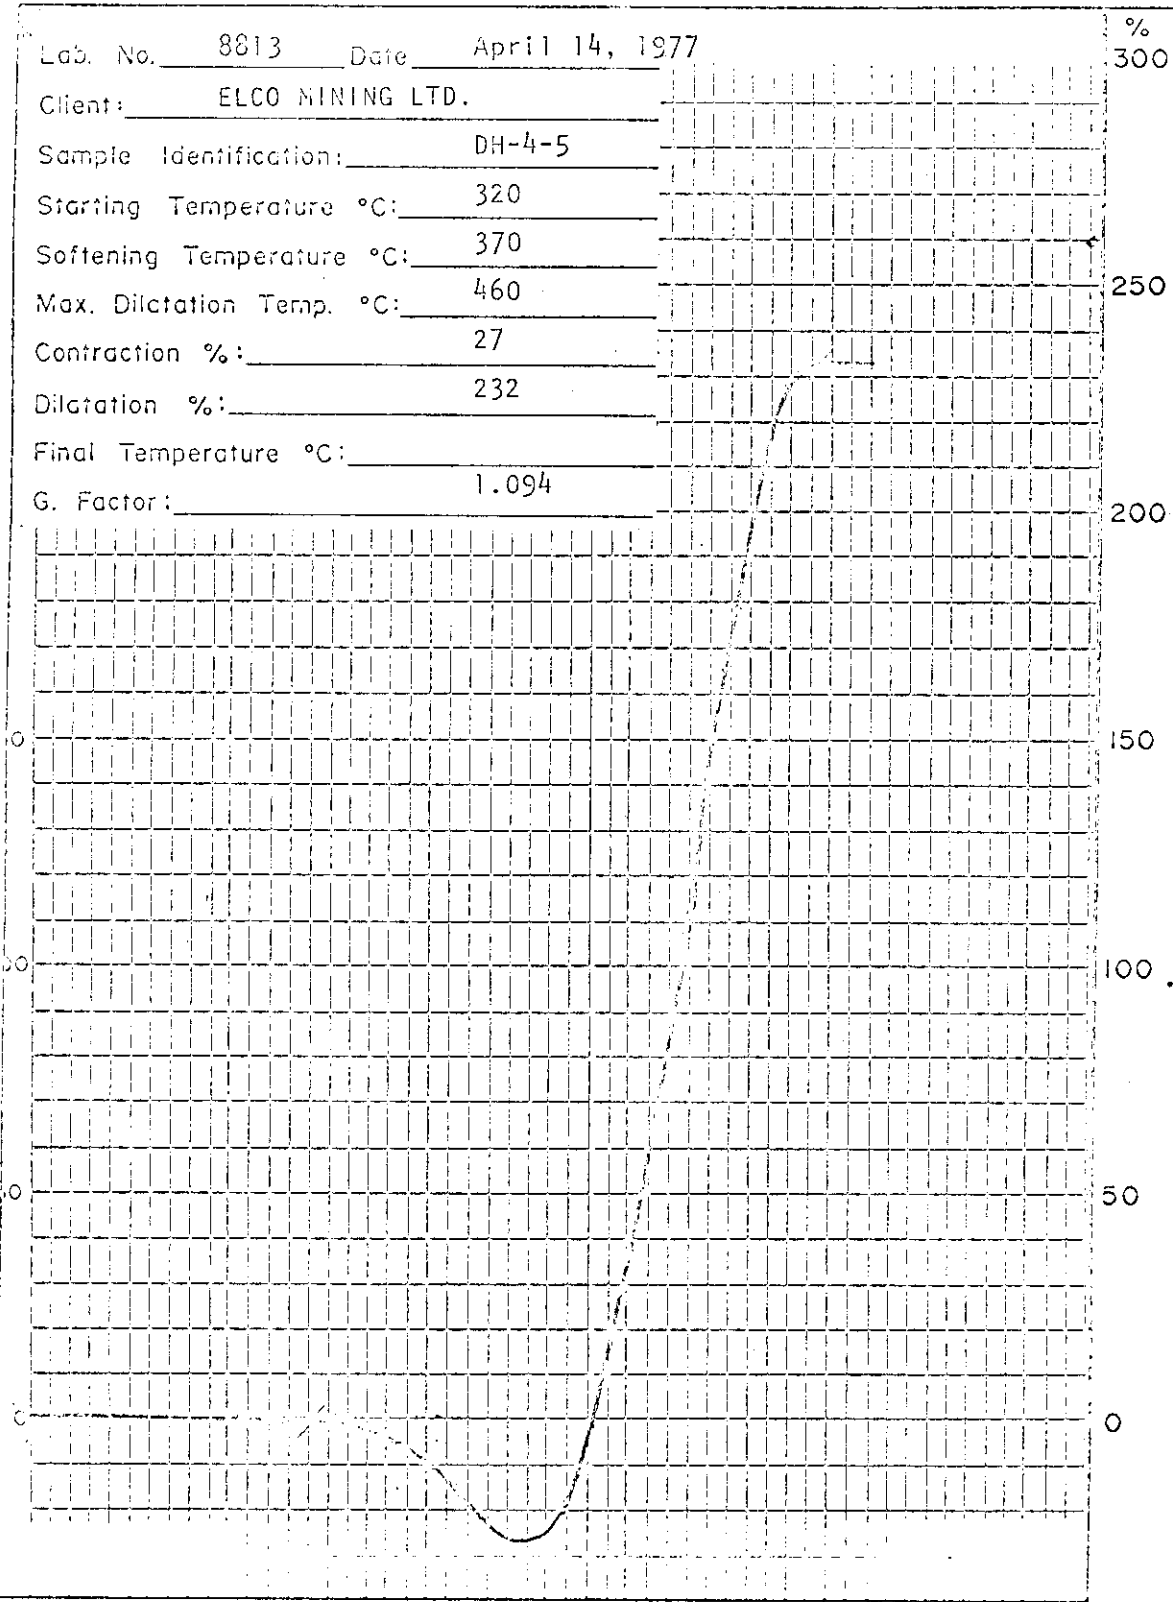 Lab. No. 8813 Date April 14, 1977
Client: ELCO MINING LTD.
Sample Identification: DH-4-5
Starting Temperature °C: 320
Softening Temperature °C: 370
Max. Dilatation Temp. °C: 460
Contraction %: 27
Dilatation %: 232
Final Temperature °C:
G. Factor: 1.094
%
300
250
200
150
100
50
0